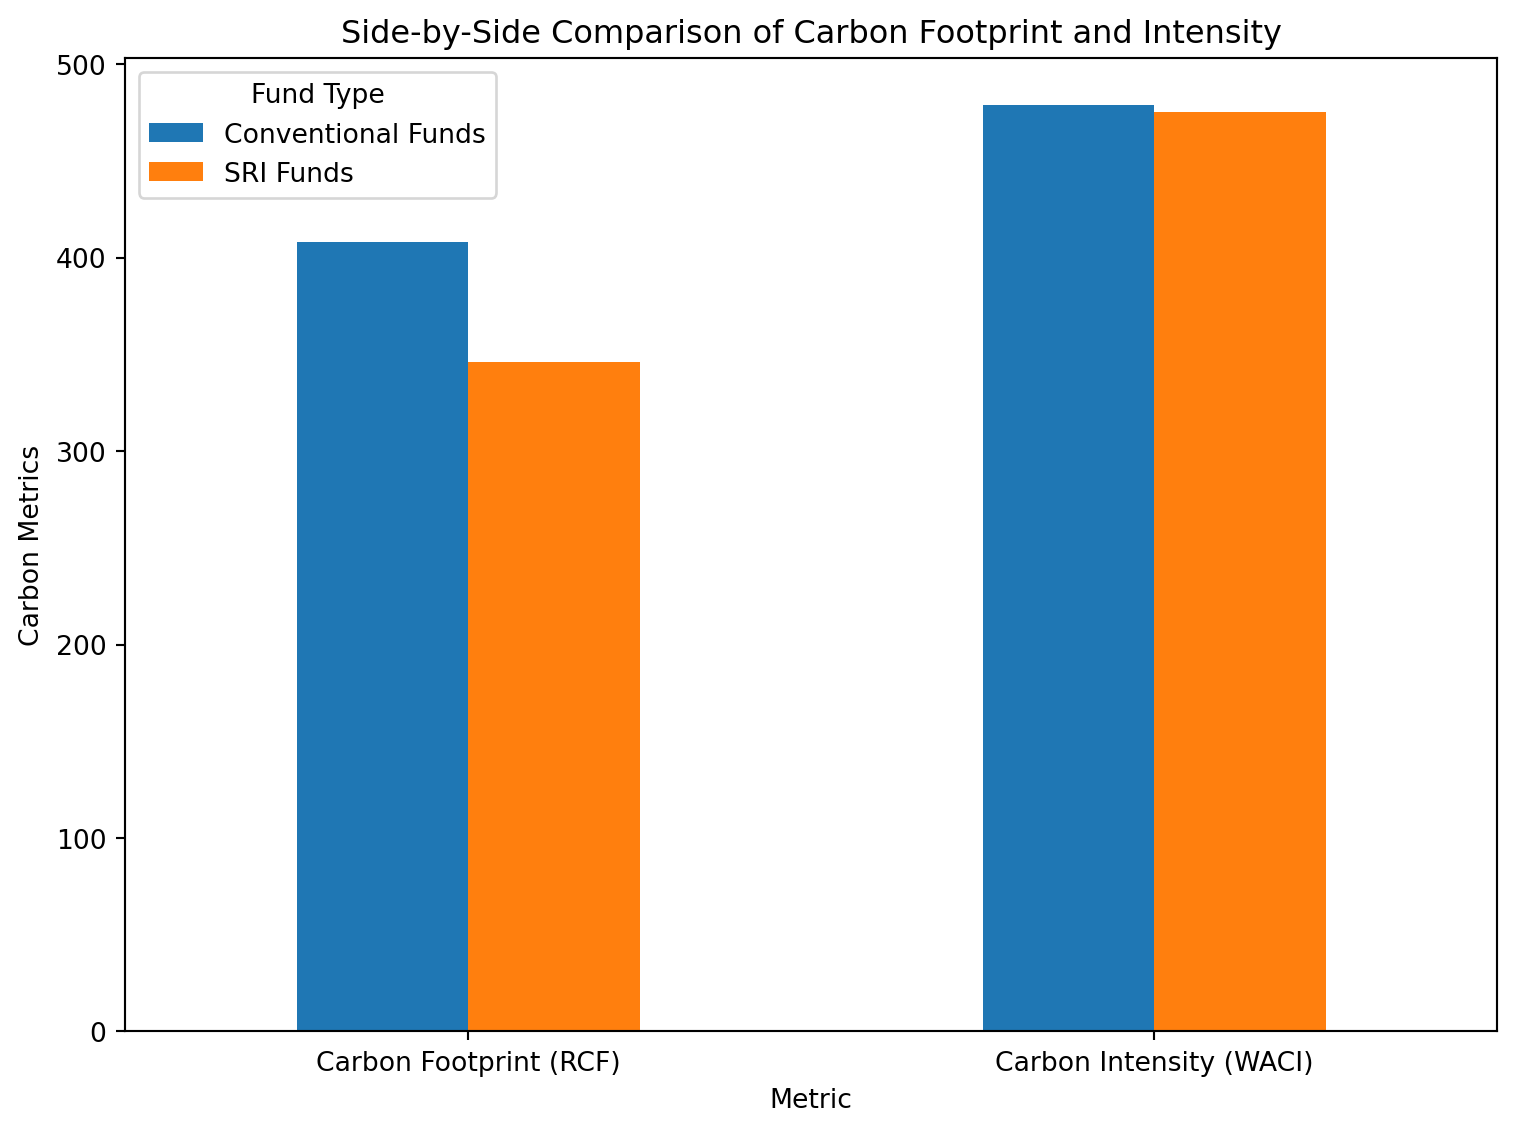 Side-by-Side Comparison of Carbon Footprint and Intensity
Fund Type
Conventional Funds
SRI Funds
Carbon Metrics
500
400
300
200
100
0
Carbon Footprint (RCF)
Carbon Intensity (WACI)
Metric